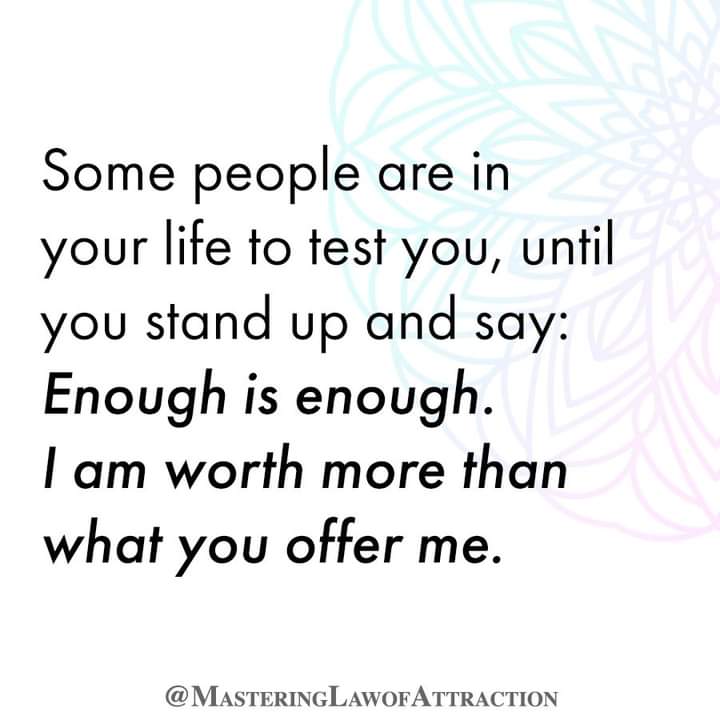 Some people are in
your life to test you, until
you stand up and say:
Enough is enough.
I am worth more than
what you offer me.
@MasteringLawofAttraction